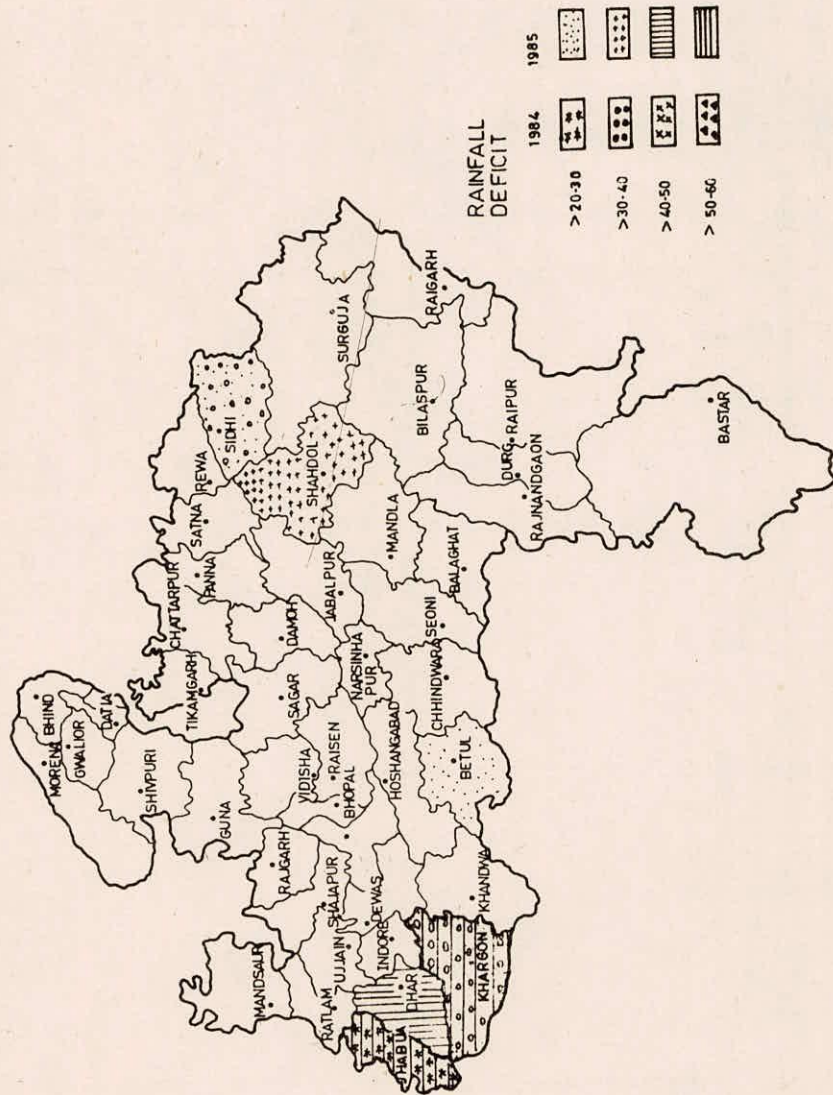 RAINFALL
DEFICIT
1984 1985
> 20-30
> 30-40
> 40-50
> 50-60
MORENA
BHIND
GWALIOR
DATIA
SHIVPURI
GUNA
TIKAMGARH
CHATTARPUR
PANNA
SATNA
REWA
SIDHI
SHAHDOL
SURGUJA
MANDSAUR
RATLAM
UJJAIN
SHAJAPUR
RAJGARH
DEWAS
INDORE
DHAR
JHABUA
KHARGON
KHANDWA
BHOPAL
RAISEN
VIDISHA
SAGAR
DAMOH
JABALPUR
NARSINHA
PUR
HOSHANGABAD
BETUL
CHHINDWARA
SEONI
MANDLA
BALAGHAT
BILASPUR
RAIGARH
DURG
RAIPUR
RAJNANDGAON
BASTAR